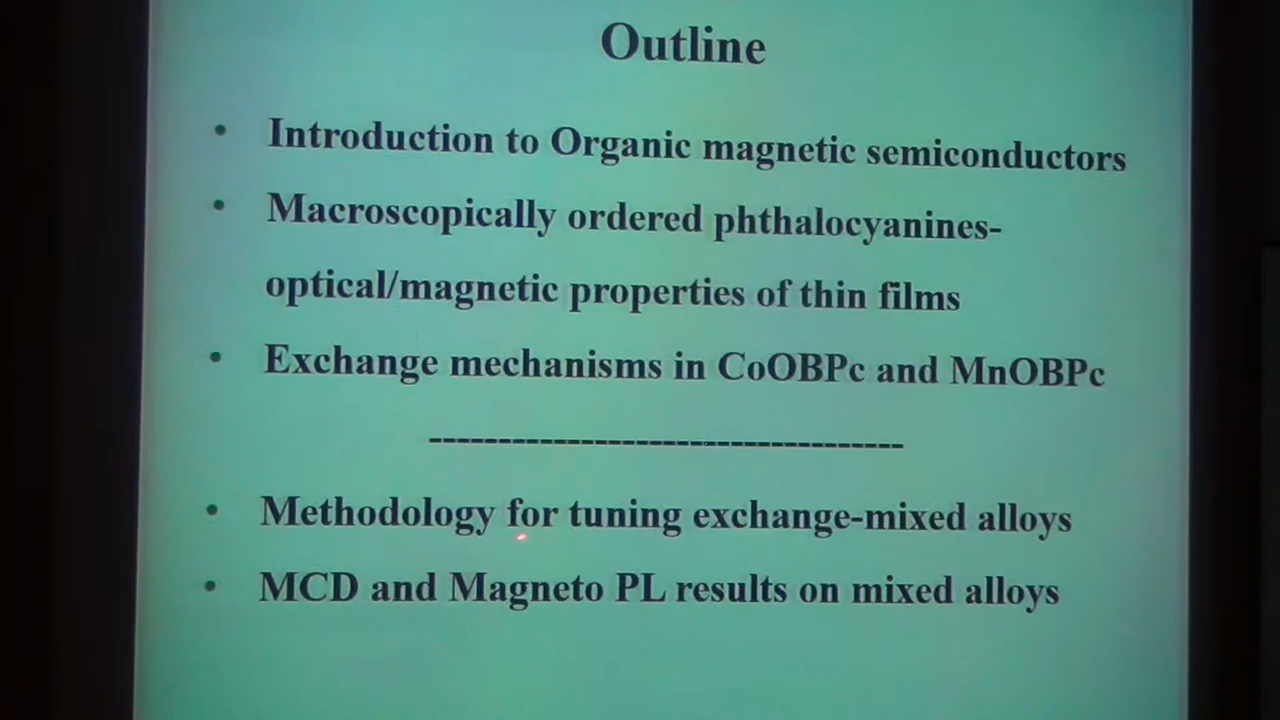 Outline
• Introduction to Organic magnetic semiconductors
• Macroscopically ordered phthalocyanines-
optical/magnetic properties of thin films
• Exchange mechanisms in CoOBPc and MnOBPc
-----------------------------------
• Methodology for tuning exchange-mixed alloys
• MCD and Magneto PL results on mixed alloys